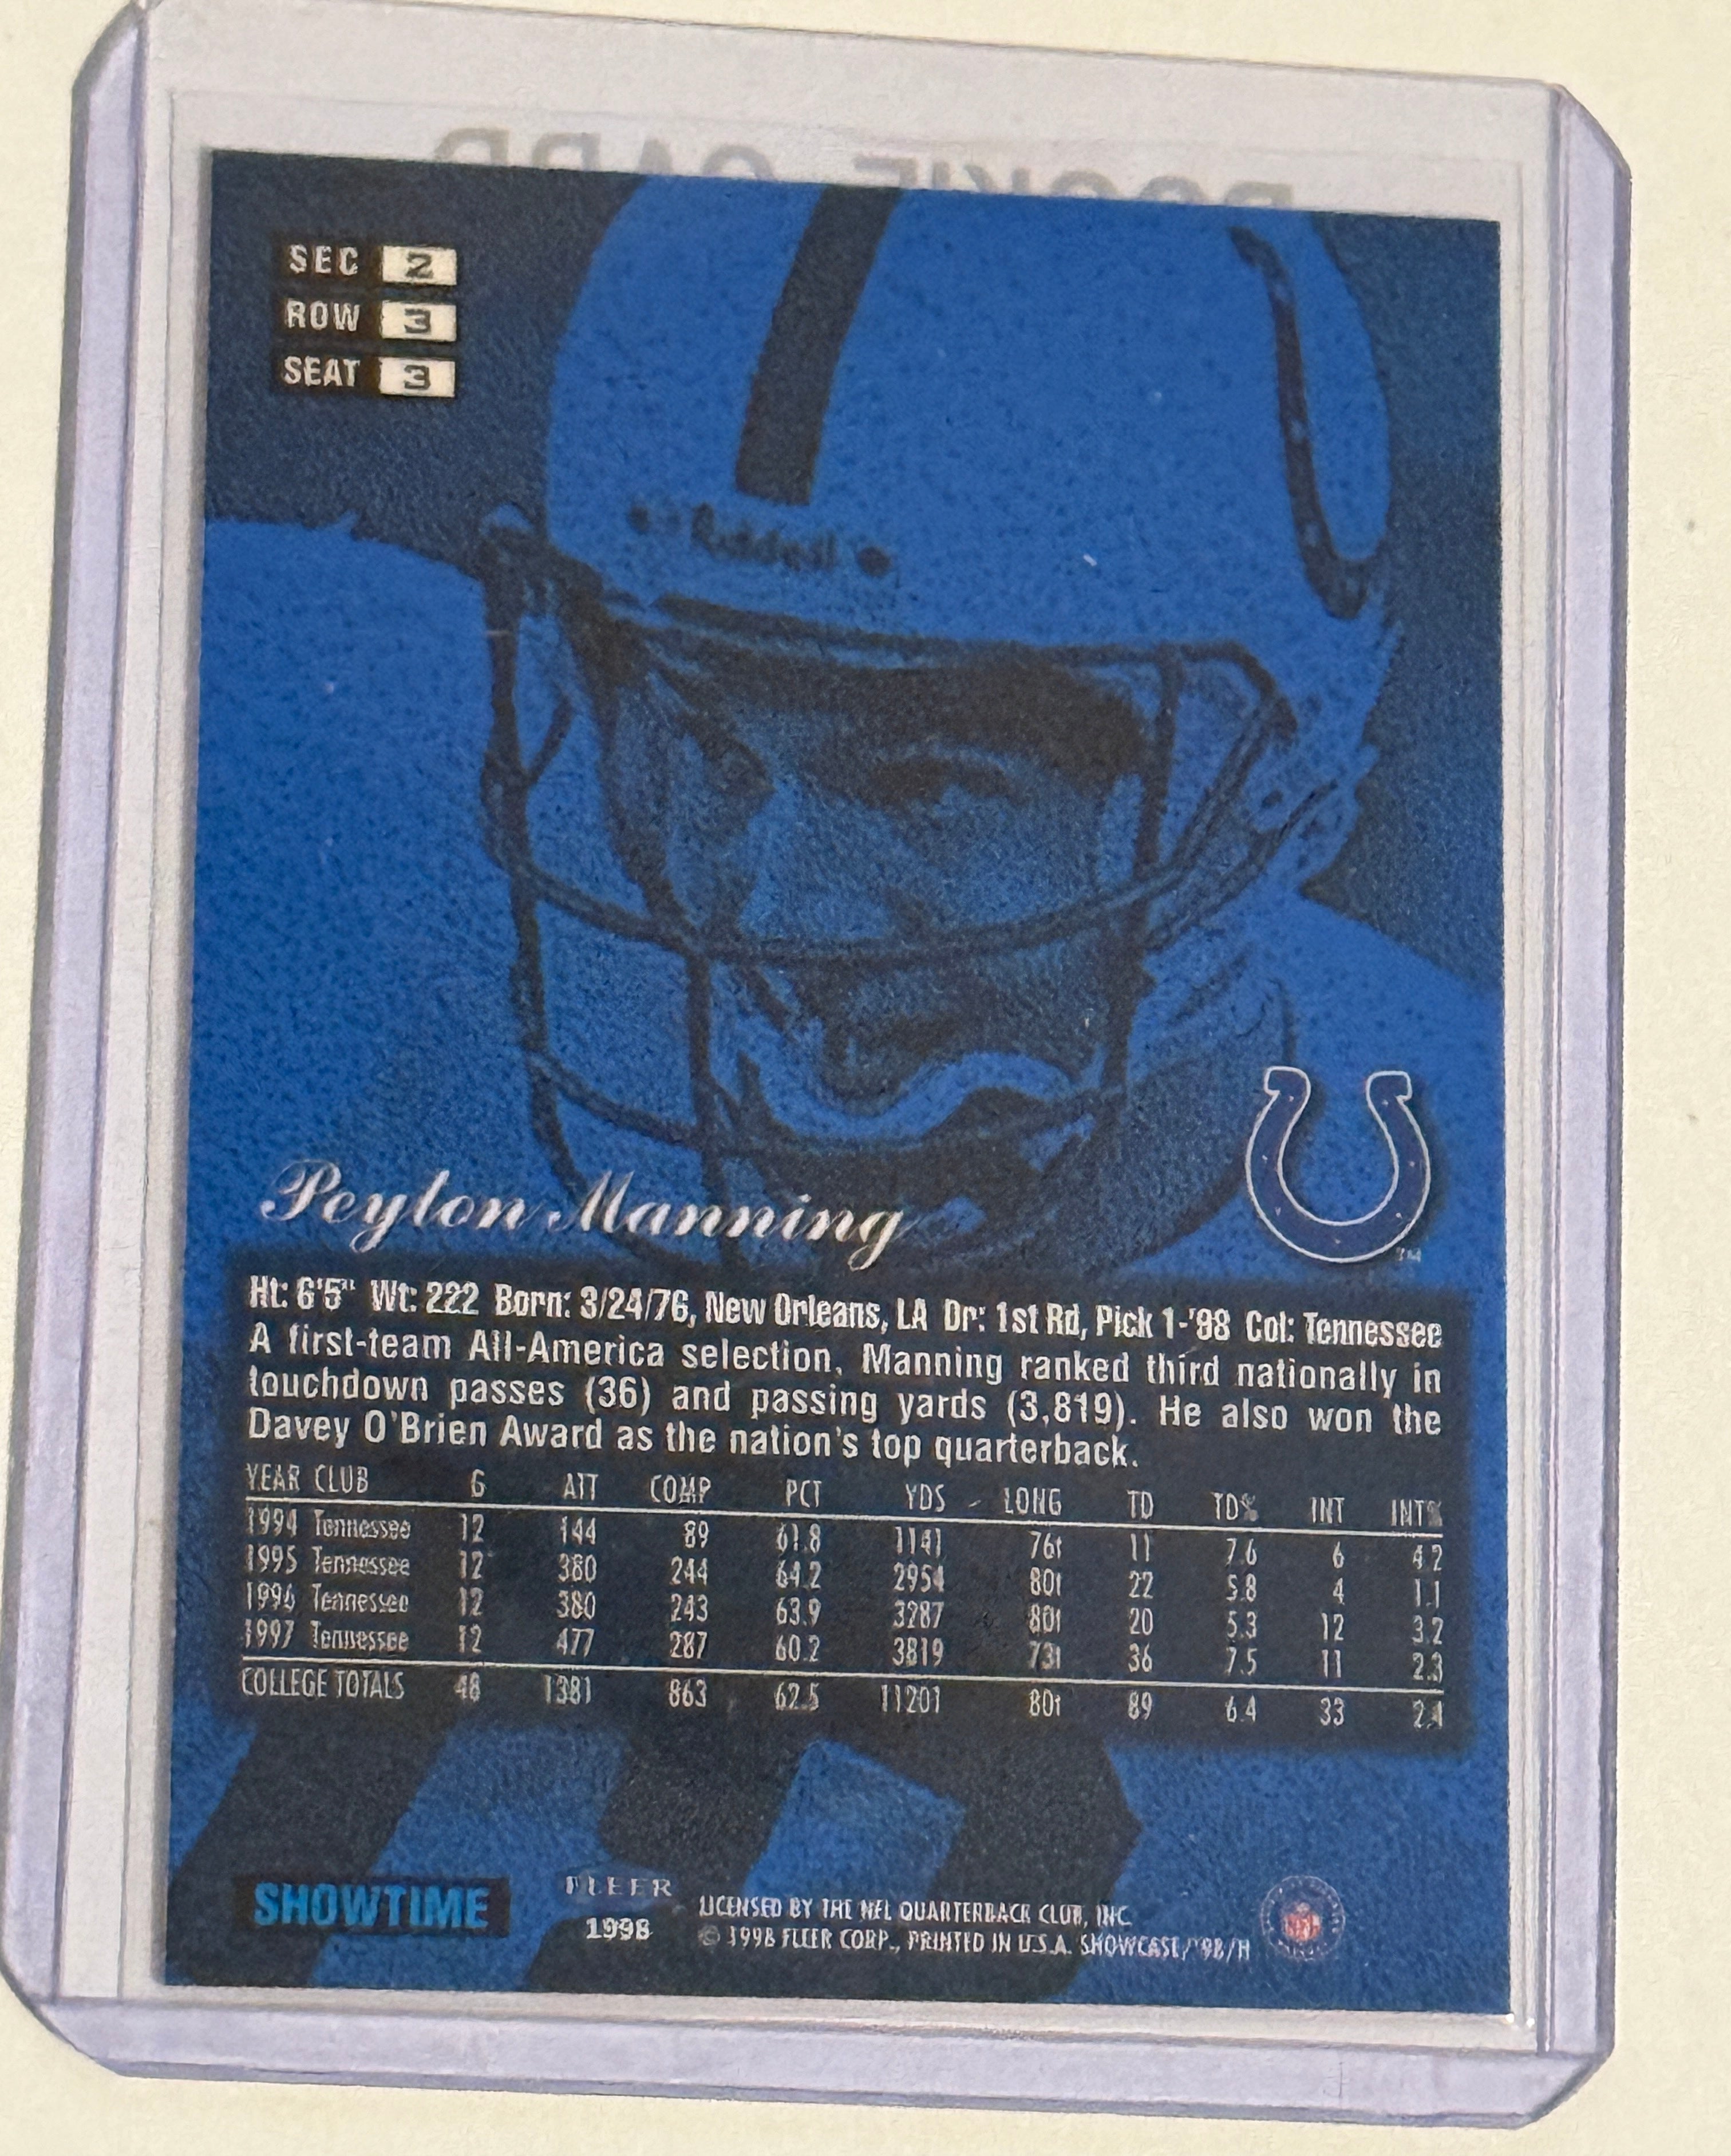 ROOKIE CARD
SEC 2
ROW 3
SEAT 3
Riddell
Peyton Manning
Ht: 6'5" Wt: 222 Born: 3/24/76, New Orleans, LA Dr: 1st Rd, Pick 1-'98 Col: Tennessee
A first-team All-America selection, Manning ranked third nationally in
touchdown passes (36) and passing yards (3,819). He also won the
Davey O'Brien Award as the nation's top quarterback.
YEAR CLUB G ATT COMP PCT YDS LONG TD TD% INT INT%
1994 Tennessee 12 144 89 61.8 1141 76t 11 7.6 6 4.2
1995 Tennessee 12 380 244 64.2 2954 80t 22 5.8 4 1.1
1996 Tennessee 12 380 243 63.9 3287 80t 20 5.3 12 3.2
1997 Tennessee 12 477 287 60.2 3819 73t 36 7.5 11 2.3
COLLEGE TOTALS 48 1381 863 62.5 11201 80t 89 6.4 33 2.4
TM
SHOWTIME
FLEER
1998
LICENSED BY THE NFL QUARTERBACK CLUB, INC.
© 1998 FLEER CORP., PRINTED IN U.S.A. SHOWCASE/'98/H